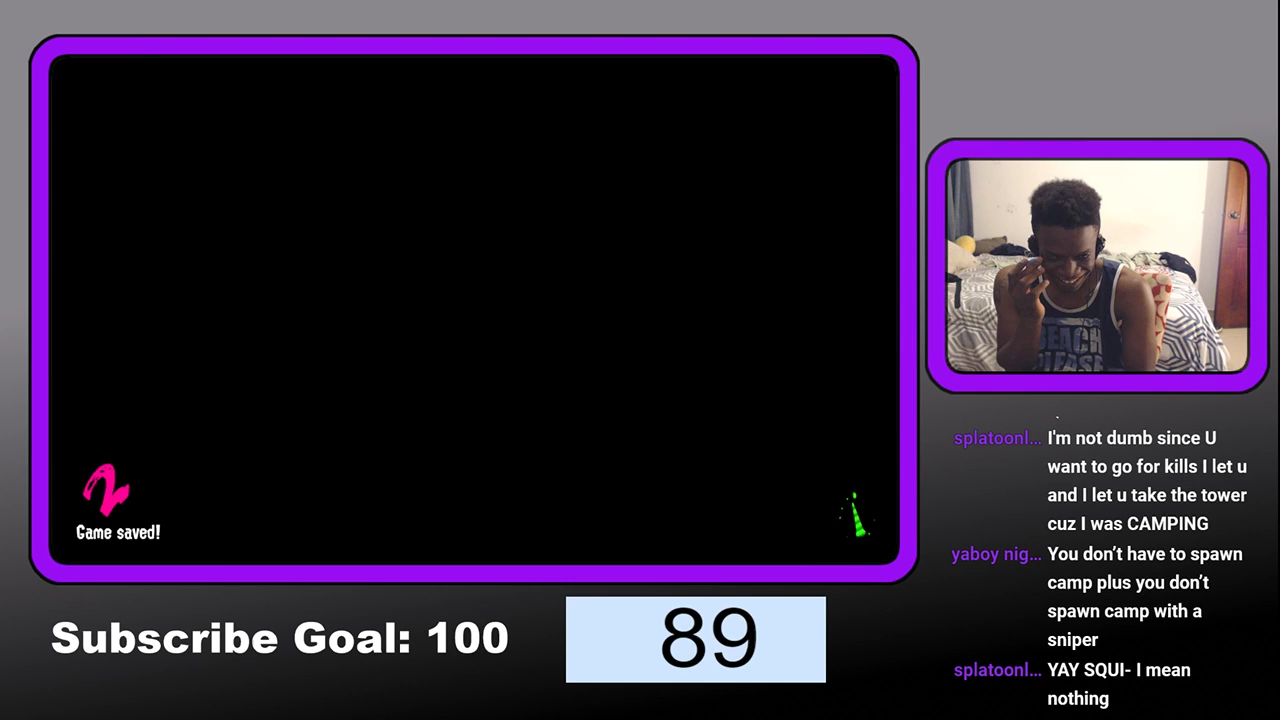 Game saved!
Subscribe Goal: 100
89
BEACH
PLEASE
splatoonl... I'm not dumb since U
want to go for kills I let u
and I let u take the tower
cuz I was CAMPING
yaboy nig... You don’t have to spawn
camp plus you don’t
spawn camp with a
sniper
splatoonl... YAY SQUI- I mean
nothing